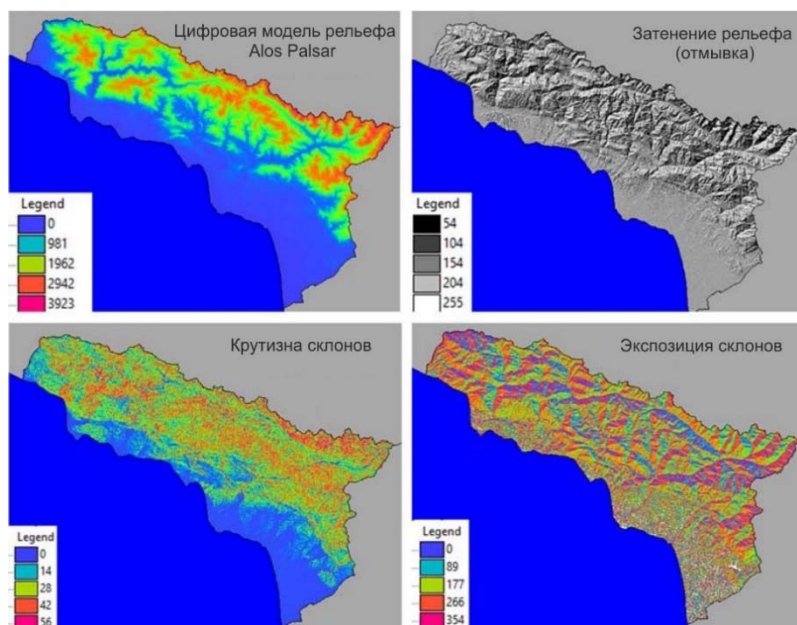 Цифровая модель рельефа
Alos Palsar
Legend
0
981
1962
2942
3923
Затенение рельефа
(отмывка)
Legend
54
104
154
204
255
Крутизна склонов
Legend
0
14
28
42
56
Экспозиция склонов
Legend
0
89
177
266
354